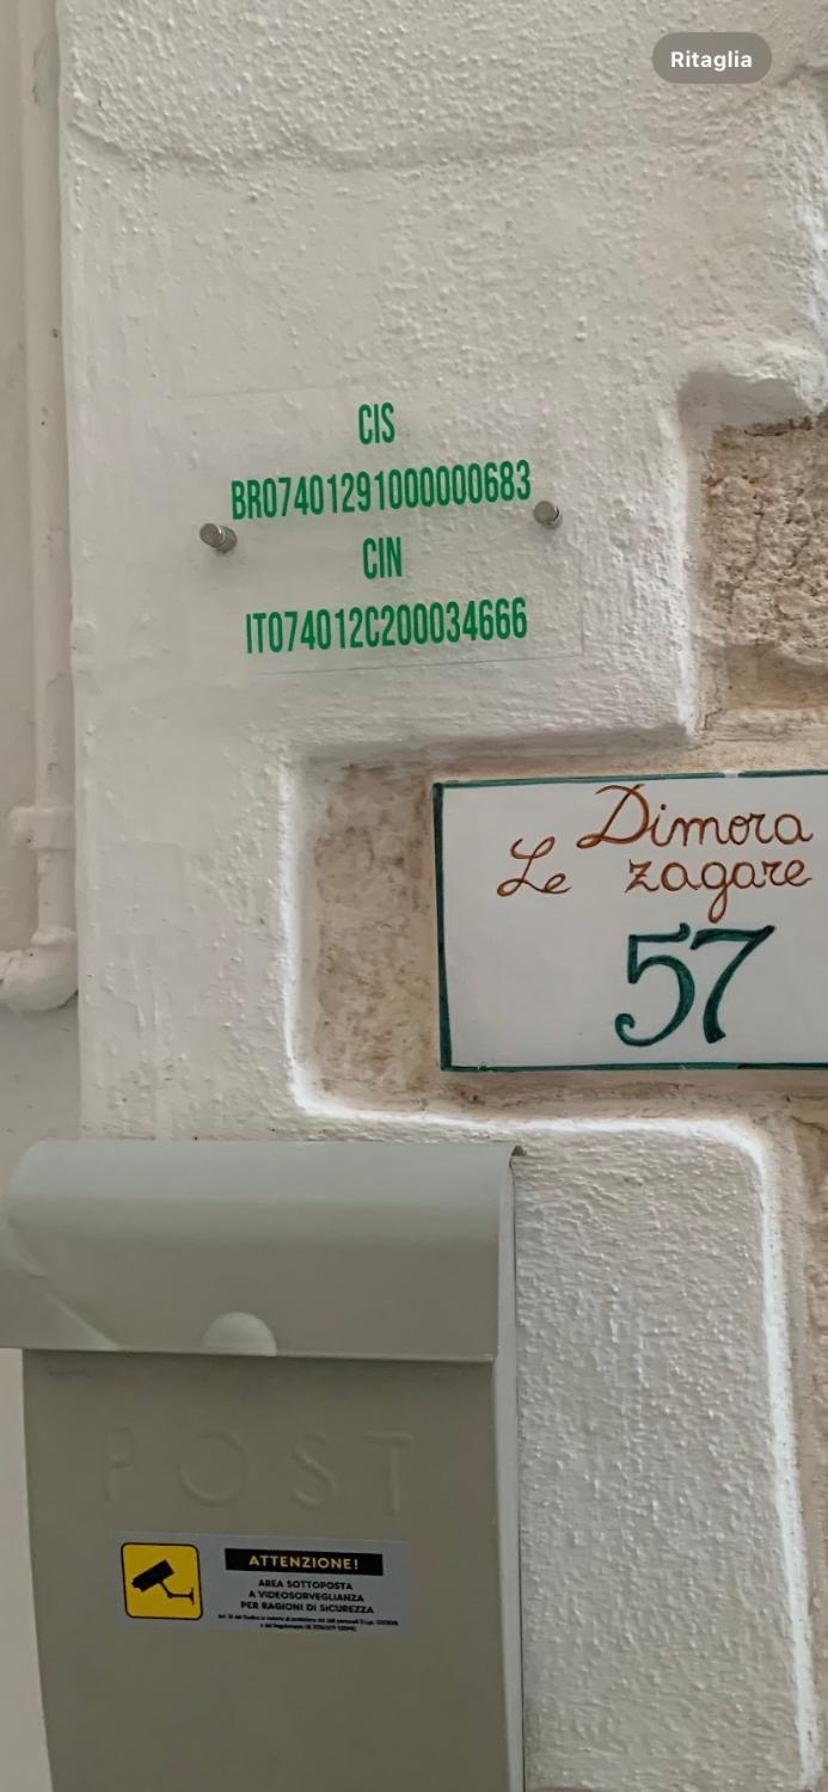 Ritaglia
CIS
BR07401291000000683
CIN
IT074012C200034666
Dimora
Le zagare
57
POST
ATTENZIONE!
AREA SOTTOPOSTA
A VIDEOSORVEGLIANZA
PER RAGIONI DI SICUREZZA